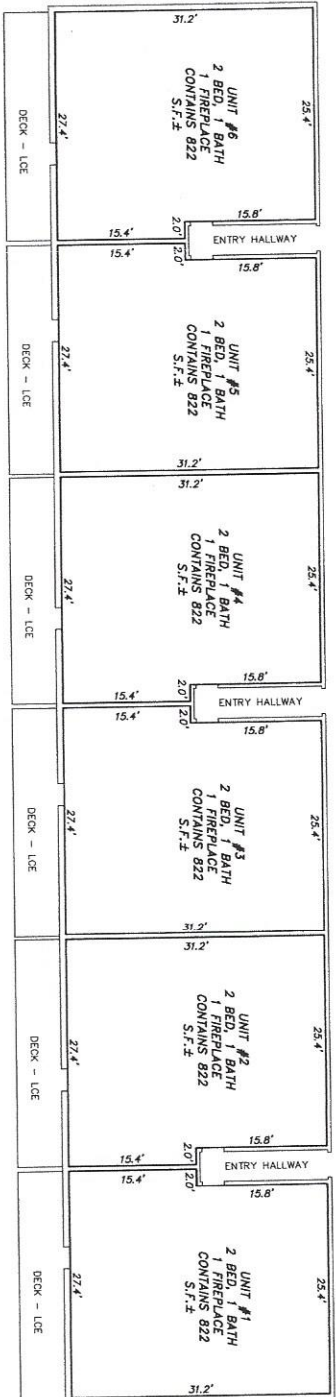 31.2'
25.4'
UNIT #6
2 BED, 1 BATH
1 FIREPLACE
CONTAINS 822
S.F.±
27.4'
DECK - LCE
15.4'
2.0'
15.8'
ENTRY HALLWAY
15.4'
2.0'
15.8'
25.4'
UNIT #5
2 BED, 1 BATH
1 FIREPLACE
CONTAINS 822
S.F.±
27.4'
DECK - LCE
31.2'
31.2'
25.4'
UNIT #4
2 BED, 1 BATH
1 FIREPLACE
CONTAINS 822
S.F.±
27.4'
DECK - LCE
15.4'
2.0'
15.8'
ENTRY HALLWAY
15.4'
2.0'
15.8'
25.4'
UNIT #3
2 BED, 1 BATH
1 FIREPLACE
CONTAINS 822
S.F.±
27.4'
DECK - LCE
31.2'
31.2'
25.4'
UNIT #2
2 BED, 1 BATH
1 FIREPLACE
CONTAINS 822
S.F.±
27.4'
DECK - LCE
15.4'
2.0'
15.8'
ENTRY HALLWAY
15.4'
2.0'
15.8'
25.4'
UNIT #1
2 BED, 1 BATH
1 FIREPLACE
CONTAINS 822
S.F.±
27.4'
DECK - LCE
31.2'